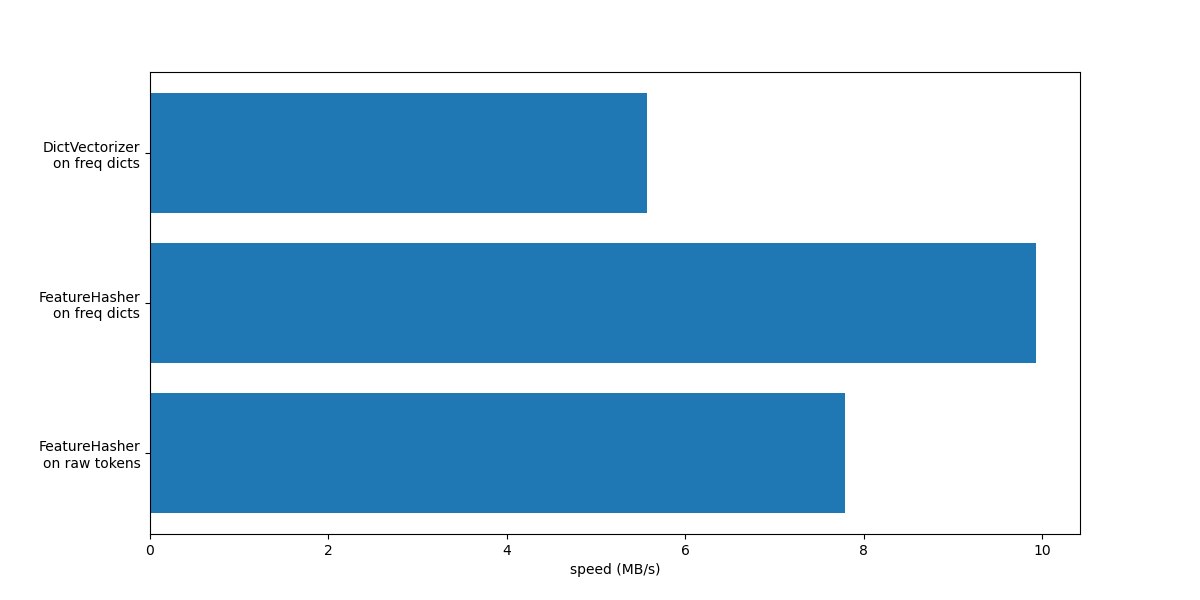 DictVectorizer
on freq dicts
FeatureHasher
on freq dicts
FeatureHasher
on raw tokens
0 2 4 6 8 10
speed (MB/s)